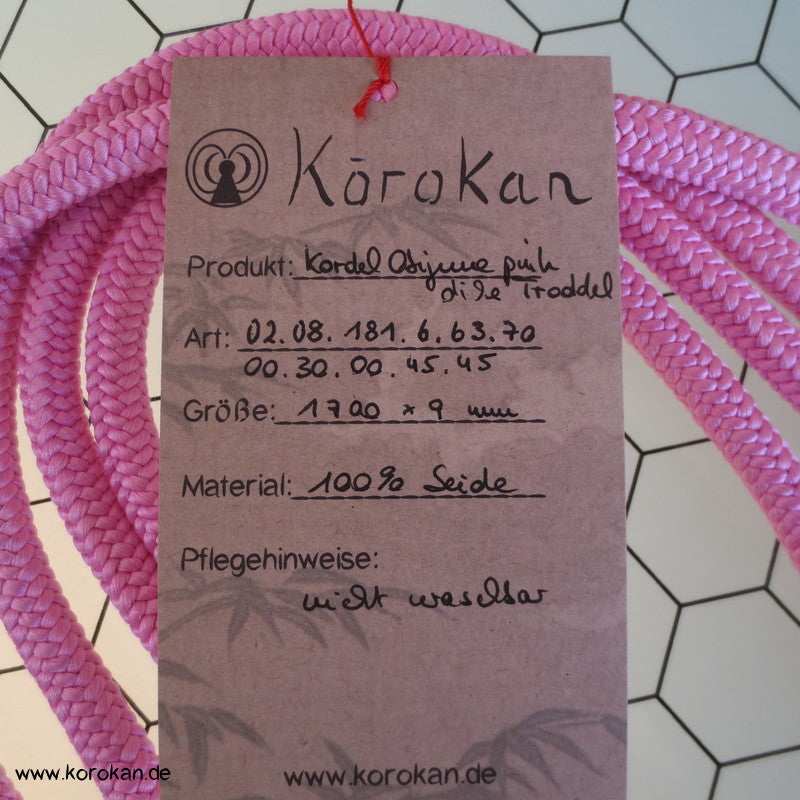 Kōrokan
Produkt: Kordel Obijime pink
dicke Troddel
Art: 02.08.181.6.63.70
00.30.00.45.45
Größe: 1700 x 9 mm
Material: 100% Seide
Pflegehinweise:
nicht waschbar
www.korokan.de
www.korokan.de